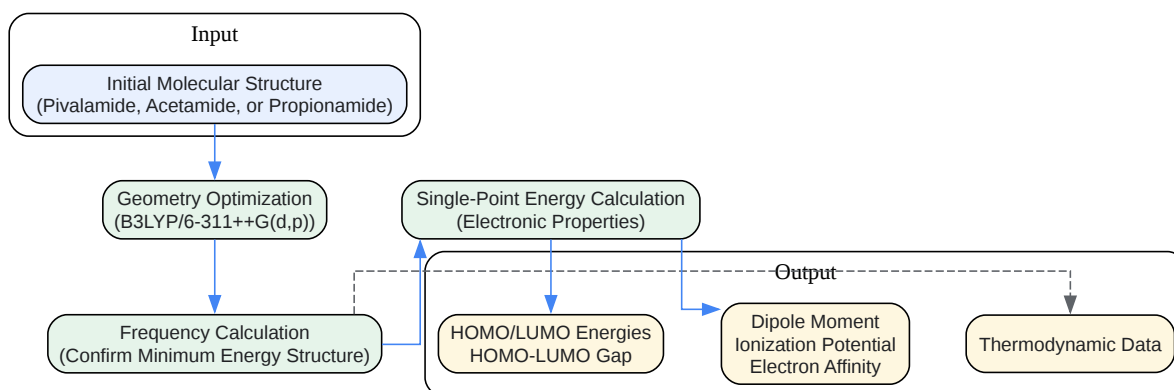 Input
Initial Molecular Structure
(Pivalamide, Acetamide, or Propionamide)
Geometry Optimization
(B3LYP/6-311++G(d,p))
Single-Point Energy Calculation
(Electronic Properties)
Output
Frequency Calculation
(Confirm Minimum Energy Structure)
HOMO/LUMO Energies
HOMO-LUMO Gap
Dipole Moment
Ionization Potential
Electron Affinity
Thermodynamic Data